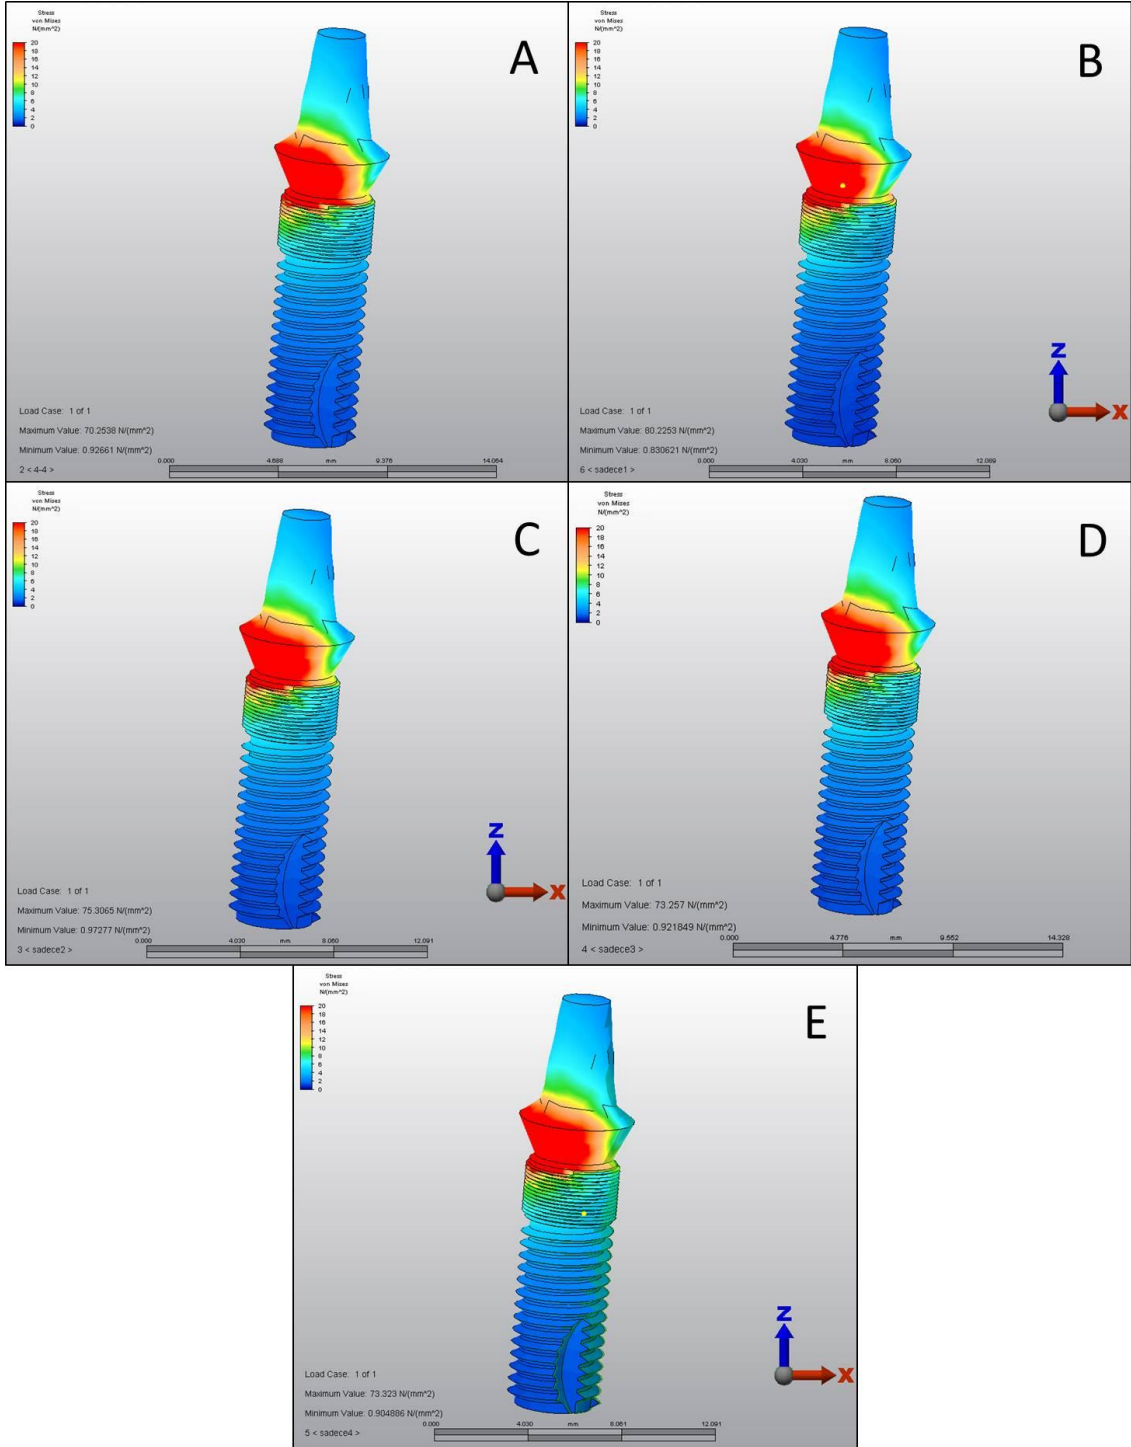 Stress
von Mises
N/(mm^2)
20
18
16
14
12
10
8
6
4
2
0
A
Load Case: 1 of 1
Maximum Value: 70.2538 N/(mm^2)
Minimum Value: 0.92661 N/(mm^2)
2 < 4-4 >
0.000 4.688 mm 9.376 14.064
Stress
von Mises
N/(mm^2)
20
18
16
14
12
10
8
6
4
2
0
B
Z
X
Load Case: 1 of 1
Maximum Value: 80.2253 N/(mm^2)
Minimum Value: 0.830621 N/(mm^2)
6 < sadece1 >
0.000 4.030 mm 8.060 12.089
Stress
von Mises
N/(mm^2)
20
18
16
14
12
10
8
6
4
2
0
C
Z
X
Load Case: 1 of 1
Maximum Value: 75.3065 N/(mm^2)
Minimum Value: 0.97277 N/(mm^2)
3 < sadece2 >
0.000 4.030 mm 8.060 12.091
Stress
von Mises
N/(mm^2)
20
18
16
14
12
10
8
6
4
2
0
D
Load Case: 1 of 1
Maximum Value: 73.257 N/(mm^2)
Minimum Value: 0.921849 N/(mm^2)
4 < sadece3 >
0.000 4.776 mm 9.552 14.328
Stress
von Mises
N/(mm^2)
20
18
16
14
12
10
8
6
4
2
0
E
Z
X
Load Case: 1 of 1
Maximum Value: 73.323 N/(mm^2)
Minimum Value: 0.904886 N/(mm^2)
5 < sadece4 >
0.000 4.030 mm 8.061 12.091